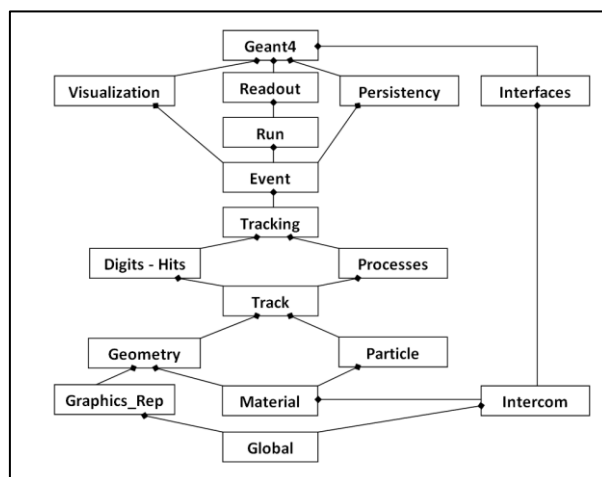 Geant4
Visualization
Readout
Persistency
Interfaces
Run
Event
Tracking
Digits - Hits
Processes
Track
Geometry
Particle
Graphics_Rep
Material
Intercom
Global